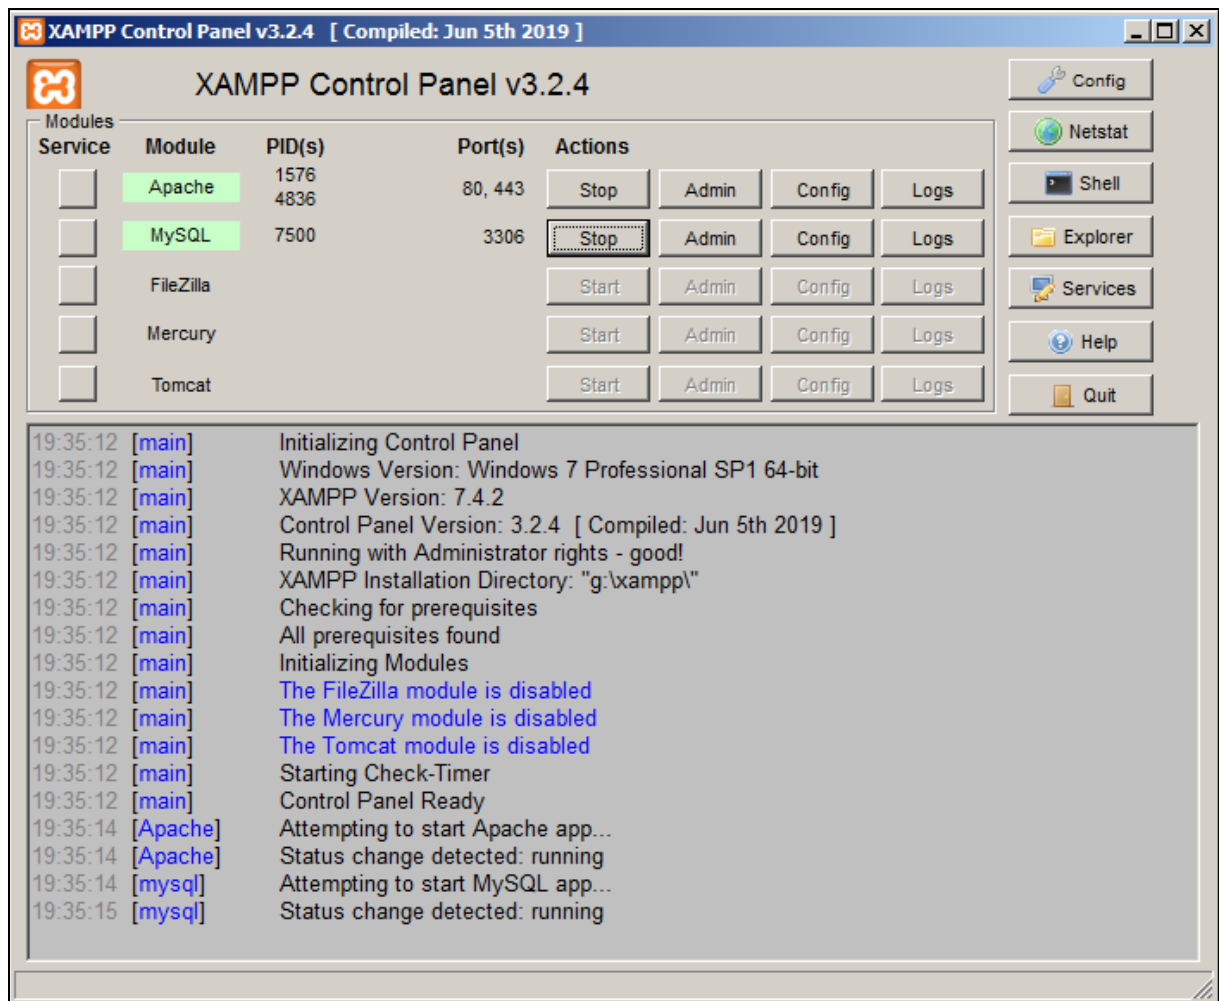 XAMPP Control Panel v3.2.4 [ Compiled: Jun 5th 2019 ]
XAMPP Control Panel v3.2.4
Config
Netstat
Shell
Explorer
Services
Help
Quit
Modules
Service Module PID(s) Port(s) Actions
Apache 1576 4836 80, 443 Stop Admin Config Logs
MySQL 7500 3306 Stop Admin Config Logs
FileZilla Start Admin Config Logs
Mercury Start Admin Config Logs
Tomcat Start Admin Config Logs
19:35:12 [main] Initializing Control Panel
19:35:12 [main] Windows Version: Windows 7 Professional SP1 64-bit
19:35:12 [main] XAMPP Version: 7.4.2
19:35:12 [main] Control Panel Version: 3.2.4 [ Compiled: Jun 5th 2019 ]
19:35:12 [main] Running with Administrator rights - good!
19:35:12 [main] XAMPP Installation Directory: "g:\xampp\"
19:35:12 [main] Checking for prerequisites
19:35:12 [main] All prerequisites found
19:35:12 [main] Initializing Modules
19:35:12 [main] The FileZilla module is disabled
19:35:12 [main] The Mercury module is disabled
19:35:12 [main] The Tomcat module is disabled
19:35:12 [main] Starting Check-Timer
19:35:12 [main] Control Panel Ready
19:35:14 [Apache] Attempting to start Apache app...
19:35:14 [Apache] Status change detected: running
19:35:14 [mysql] Attempting to start MySQL app...
19:35:15 [mysql] Status change detected: running